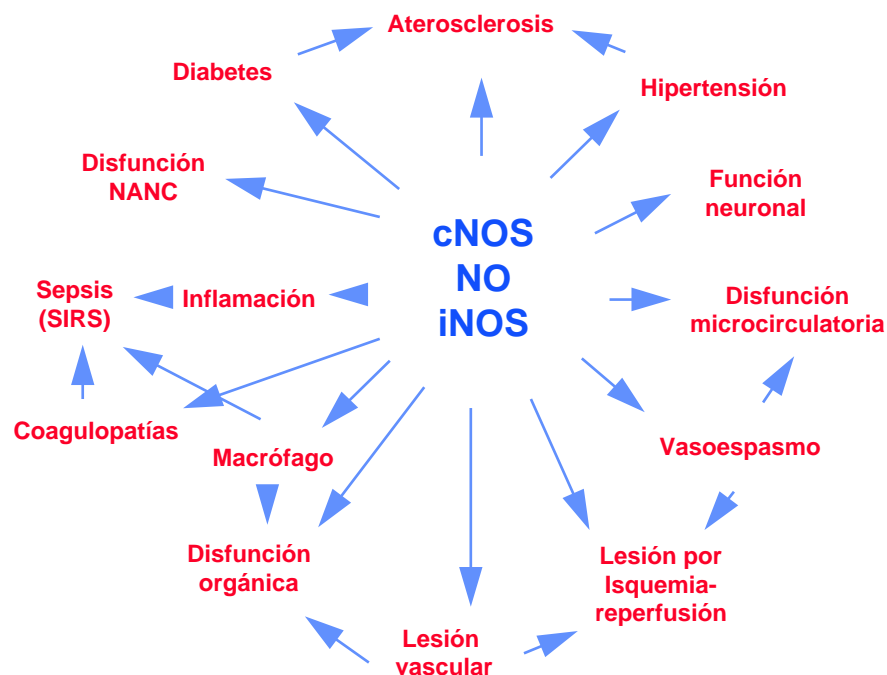 Aterosclerosis
Diabetes
Hipertensión
Disfunción
NANC
Función
neuronal
cNOS
NO
iNOS
Sepsis
(SIRS)
Inflamación
Disfunción
microcirculatoria
Coagulopatías
Macrófago
Vasoespasmo
Disfunción
orgánica
Lesión por
Isquemia-
reperfusión
Lesión
vascular